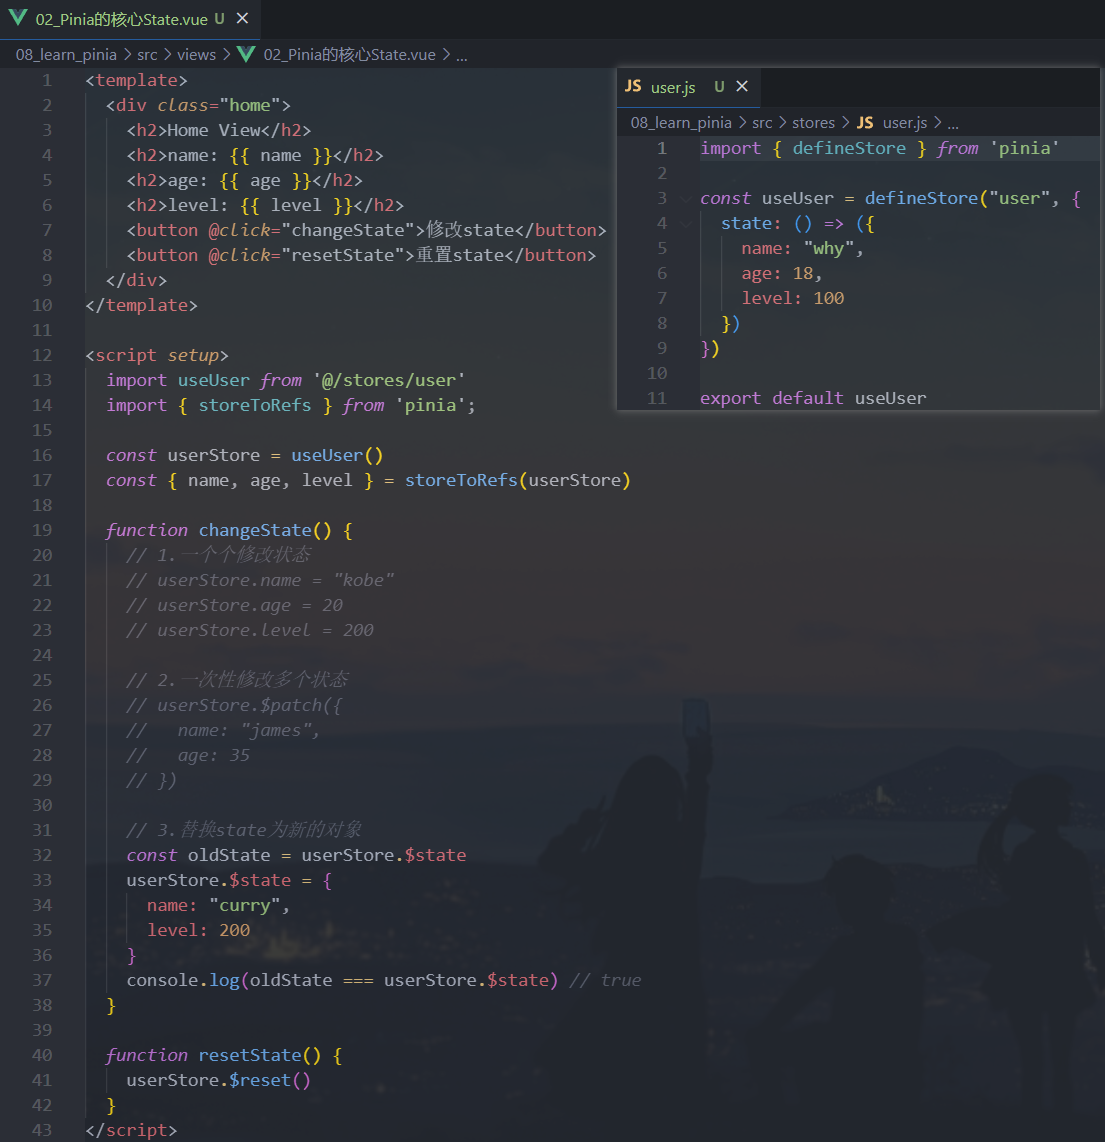 02_Pinia的核心State.vue U ×
08_learn_pinia > src > views > 02_Pinia的核心State.vue > ...
1 <template>
2 <div class="home">
3 <h2>Home View</h2>
4 <h2>name: {{ name }}</h2>
5 <h2>age: {{ age }}</h2>
6 <h2>level: {{ level }}</h2>
7 <button @click="changeState">修改state</button>
8 <button @click="resetState">重置state</button>
9 </div>
10 </template>
11
12 <script setup>
13 import useUser from '@/stores/user'
14 import { storeToRefs } from 'pinia';
15
16 const userStore = useUser()
17 const { name, age, level } = storeToRefs(userStore)
18
19 function changeState() {
20 // 1.一个个修改状态
21 // userStore.name = "kobe"
22 // userStore.age = 20
23 // userStore.level = 200
24
25 // 2.一次性修改多个状态
26 // userStore.$patch({
27 //   name: "james",
28 //   age: 35
29 // })
30
31 // 3.替换state为新的对象
32 const oldState = userStore.$state
33 userStore.$state = {
34 name: "curry",
35 level: 200
36 }
37 console.log(oldState === userStore.$state) // true
38 }
39
40 function resetState() {
41 userStore.$reset()
42 }
43 </script>
JS user.js U ×
08_learn_pinia > src > stores > JS user.js > ...
1 import { defineStore } from 'pinia'
2
3 const useUser = defineStore("user", {
4 state: () => ({
5 name: "why",
6 age: 18,
7 level: 100
8 })
9 })
10
11 export default useUser